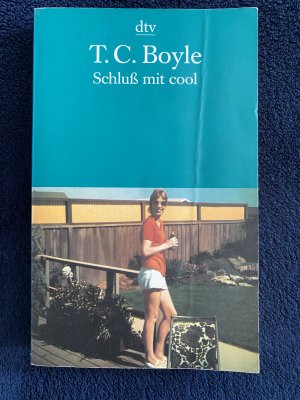 dtv
T. C. Boyle
Schluß mit cool